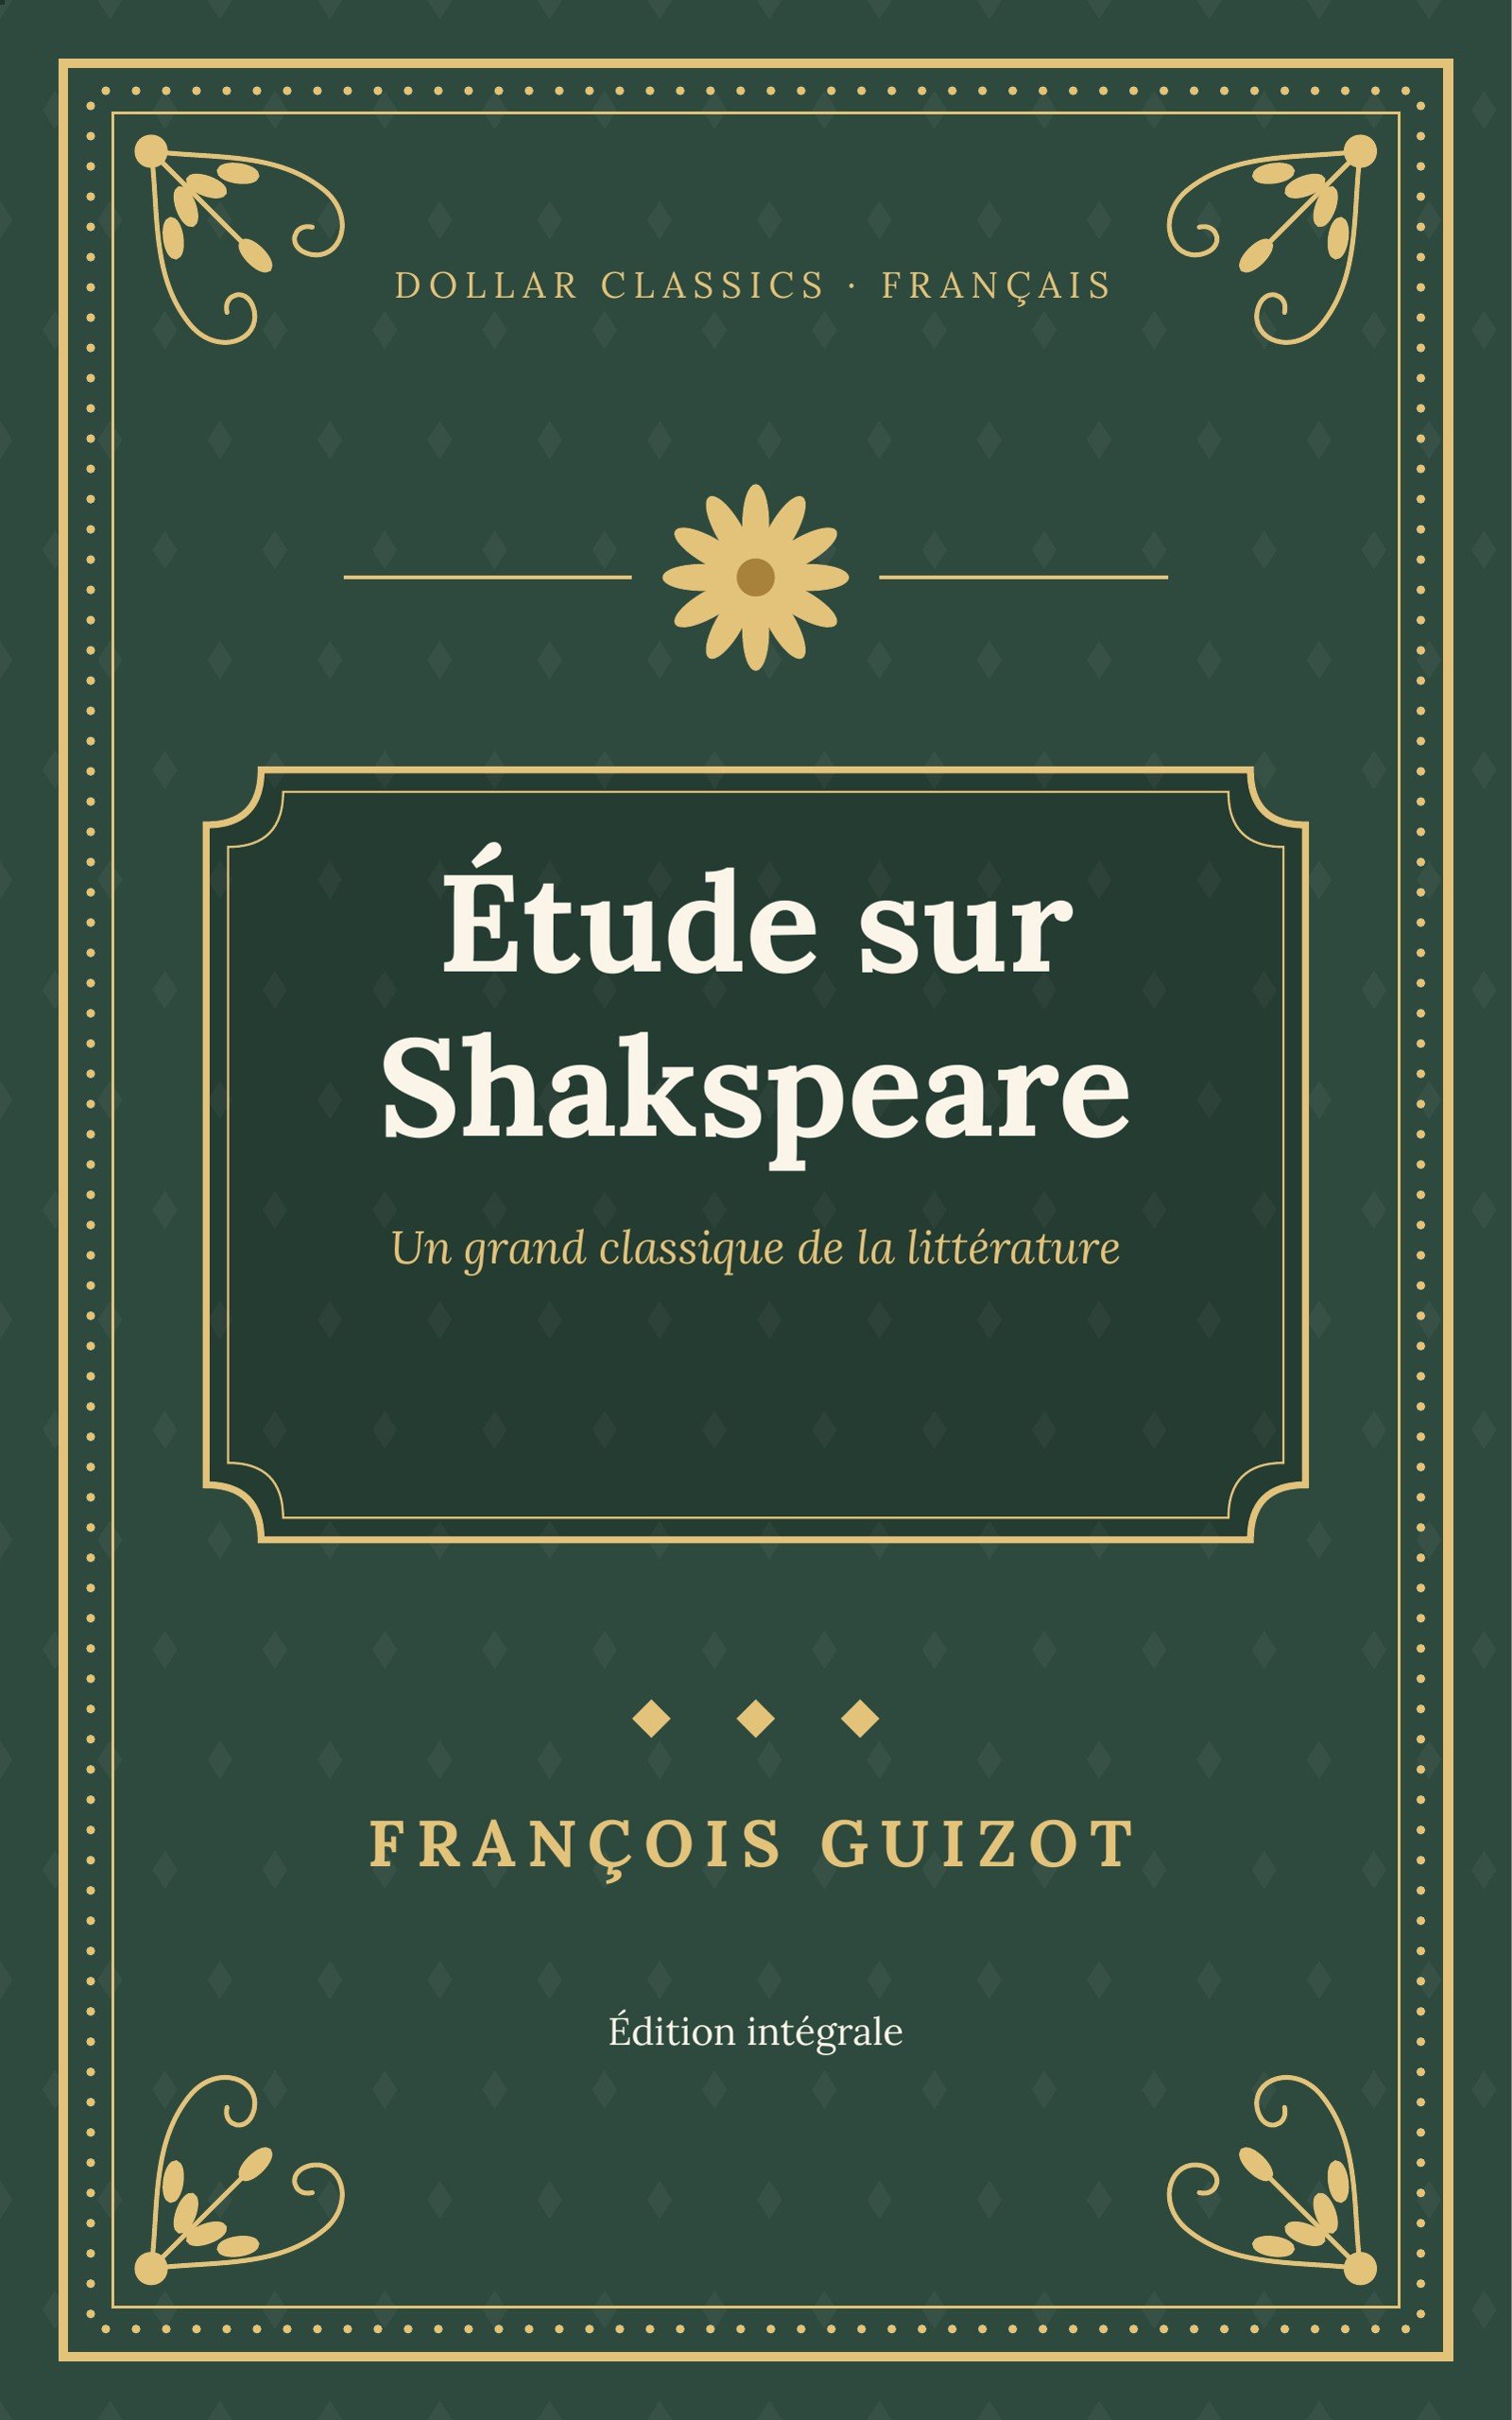 DOLLAR CLASSICS · FRANÇAIS
Étude sur
Shakspeare
Un grand classique de la littérature
FRANÇOIS GUIZOT
Édition intégrale